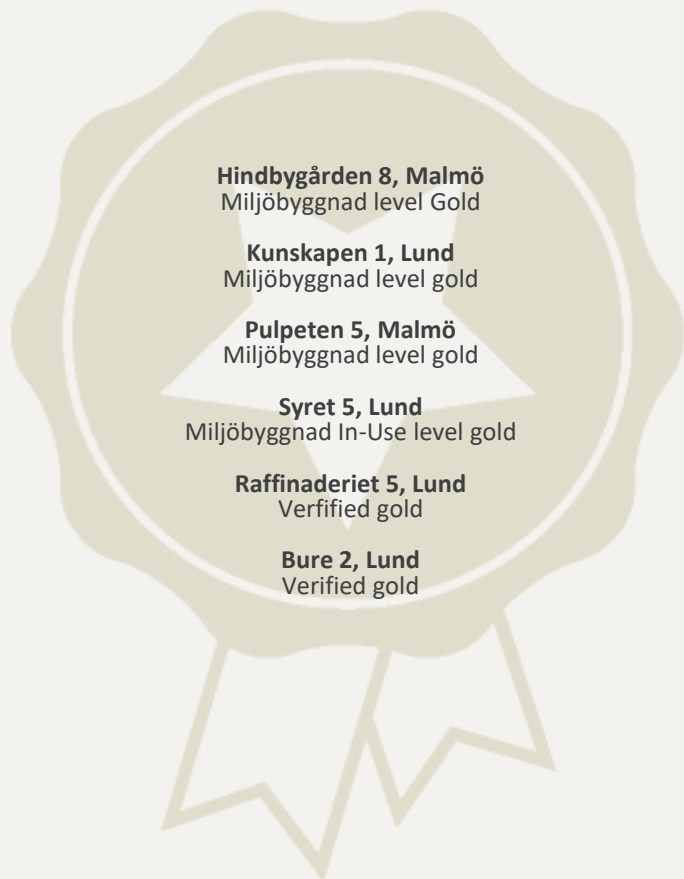 Hindbygården 8, Malmö
Miljöbyggnad level Gold
Kunskapen 1, Lund
Miljöbyggnad level gold
Pulpeten 5, Malmö
Miljöbyggnad level gold
Syret 5, Lund
Miljöbyggnad In-Use level gold
Raffinaderiet 5, Lund
Verfified gold
Bure 2, Lund
Verified gold